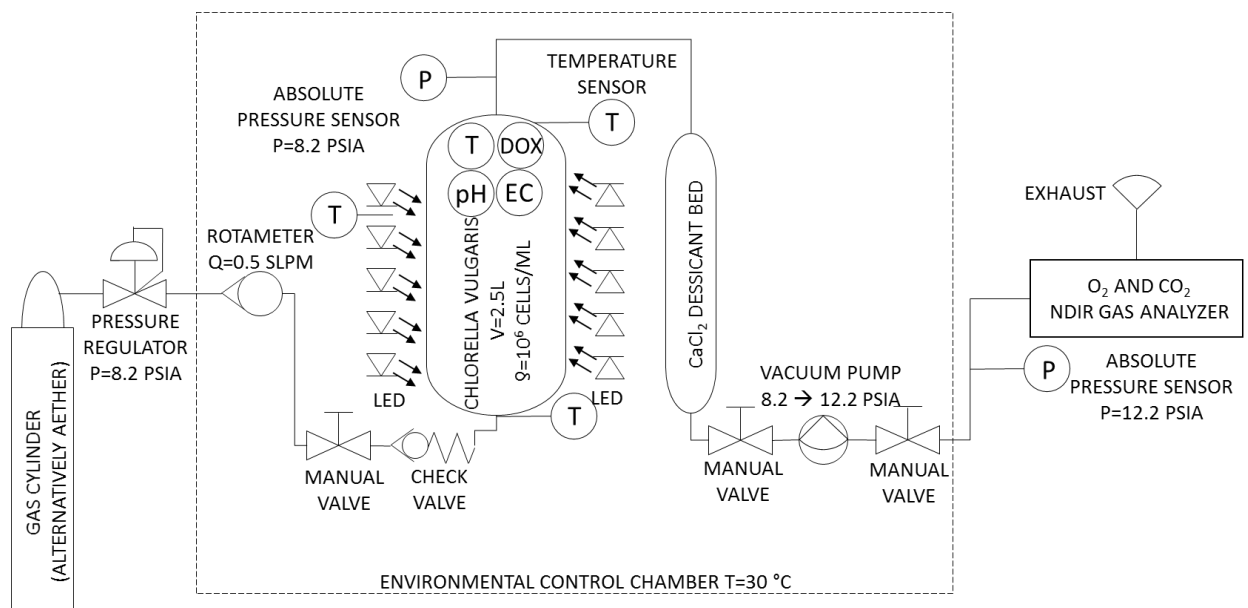 P
TEMPERATURE
SENSOR
ABSOLUTE
PRESSURE SENSOR
P=8.2 PSIA
T
T
DOX
pH
EC
T
CHLORELLA VULGARIS
V=2.5L
ϱ=10⁶ CELLS/ML
CaCl₂ DESSICANT BED
EXHAUST
ROTAMETER
Q=0.5 SLPM
O₂ AND CO₂
NDIR GAS ANALYZER
PRESSURE
REGULATOR
P=8.2 PSIA
P
ABSOLUTE
PRESSURE SENSOR
P=12.2 PSIA
VACUUM PUMP
8.2 → 12.2 PSIA
LED
LED
T
GAS CYLINDER
(ALTERNATIVELY AETHER)
MANUAL
VALVE
CHECK
VALVE
MANUAL
VALVE
MANUAL
VALVE
ENVIRONMENTAL CONTROL CHAMBER T=30 °C